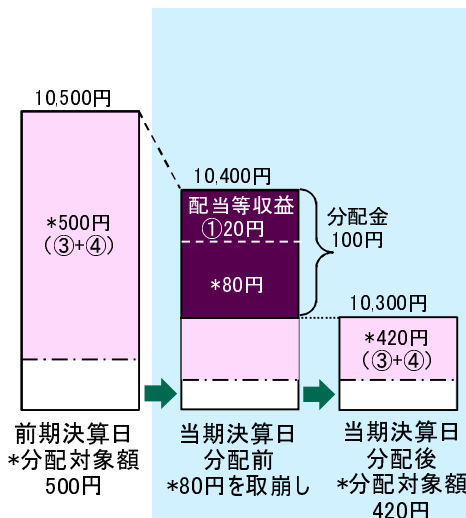 10,500円
*500円
(③+④)
前期決算日
*分配対象額
500円
10,400円
配当等収益
①20円
*80円
分配金
100円
当期決算日
分配前
*80円を取崩し
10,300円
*420円
(③+④)
当期決算日
分配後
*分配対象額
420円